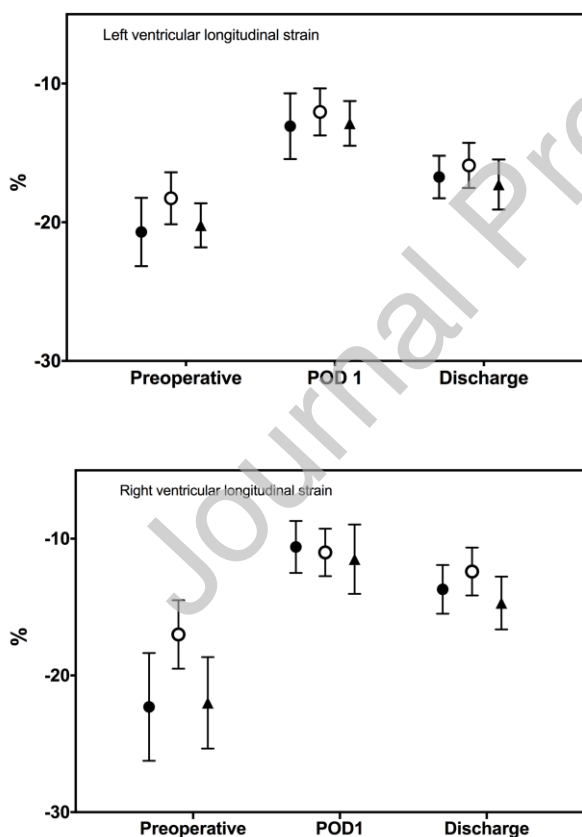 Left ventricular longitudinal strain
-10
%
-20
-30
Preoperative POD 1 Discharge
Right ventricular longitudinal strain
-10
%
-20
-30
Preoperative POD1 Discharge
Journal Pre